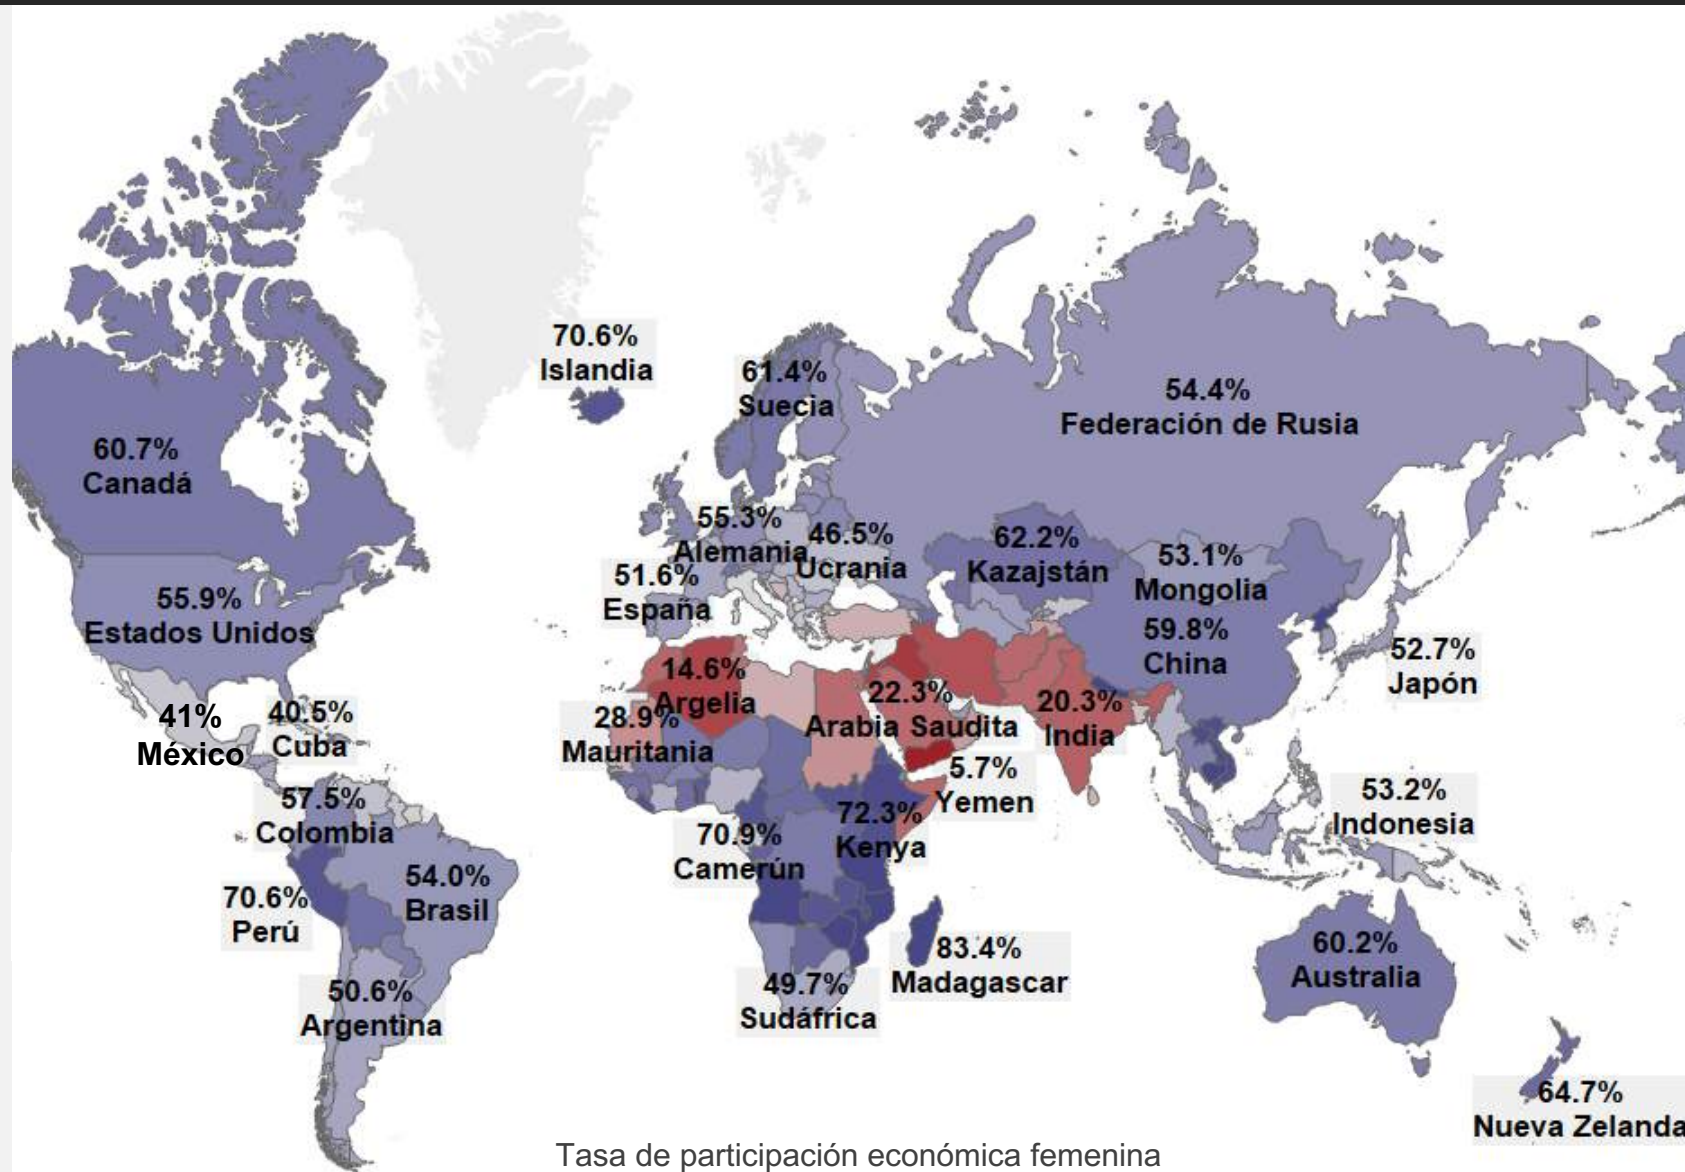 70.6%
Islandia
61.4%
Suecia
54.4%
Federación de Rusia
60.7%
Canadá
55.3%
Alemania
46.5%
Ucrania
62.2%
Kazajstán
53.1%
Mongolia
51.6%
España
55.9%
Estados Unidos
59.8%
China
52.7%
Japón
14.6%
Argelia
22.3%
Arabia Saudita
20.3%
India
41%
México
40.5%
Cuba
28.9%
Mauritania
5.7%
Yemen
57.5%
Colombia
72.3%
Kenya
53.2%
Indonesia
70.9%
Camerún
54.0%
Brasil
70.6%
Perú
60.2%
Australia
83.4%
Madagascar
49.7%
Sudáfrica
50.6%
Argentina
64.7%
Nueva Zelanda
Tasa de participación económica femenina